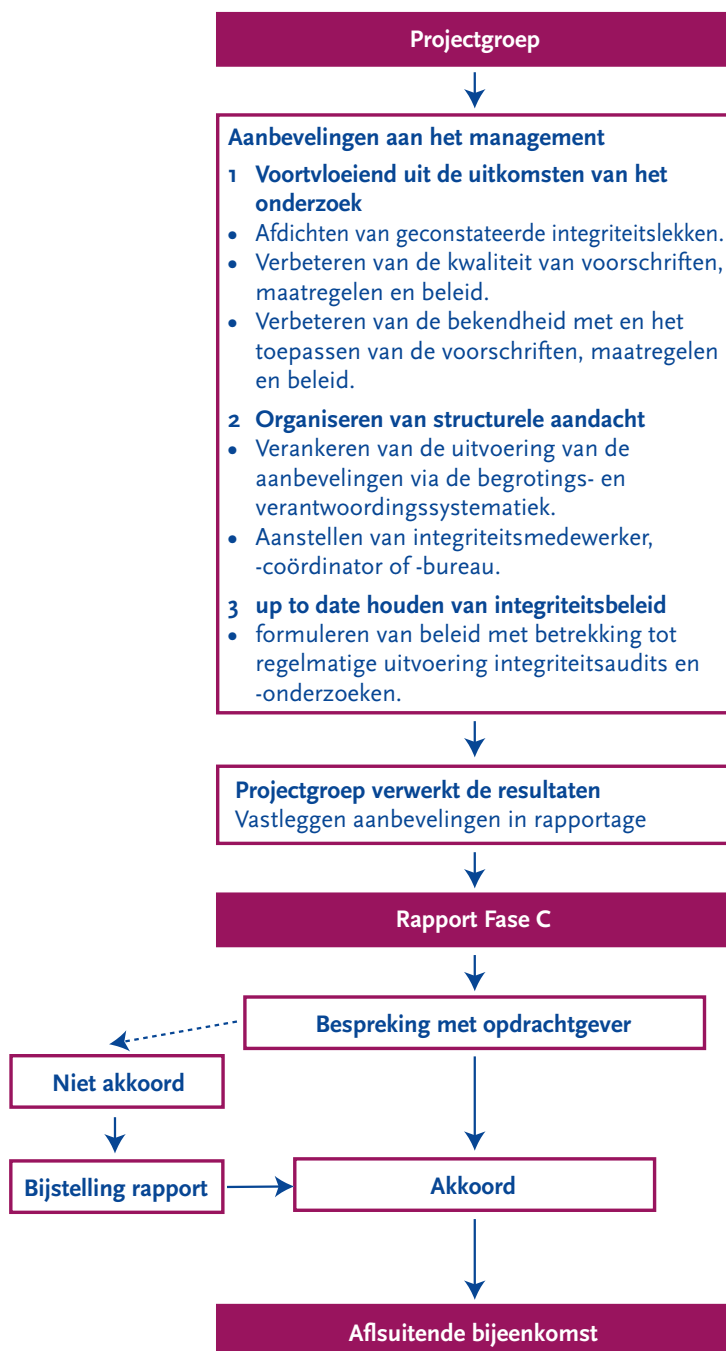 Projectgroep
Aanbevelingen aan het management
1 Voortvloeiend uit de uitkomsten van het
onderzoek
• Afdichten van geconstateerde integriteitslekken.
• Verbeteren van de kwaliteit van voorschriften,
maatregelen en beleid.
• Verbeteren van de bekendheid met en het
toepassen van de voorschriften, maatregelen
en beleid.
2 Organiseren van structurele aandacht
• Verankeren van de uitvoering van de
aanbevelingen via de begrotings- en
verantwoordingssystematiek.
• Aanstellen van integriteitsmedewerker,
-coördinator of -bureau.
3 up to date houden van integriteitsbeleid
• formuleren van beleid met betrekking tot
regelmatige uitvoering integriteitsaudits en
-onderzoeken.
Projectgroep verwerkt de resultaten
Vastleggen aanbevelingen in rapportage
Rapport Fase C
Bespreking met opdrachtgever
Niet akkoord
Bijstelling rapport
Akkoord
Aflsuitende bijeenkomst